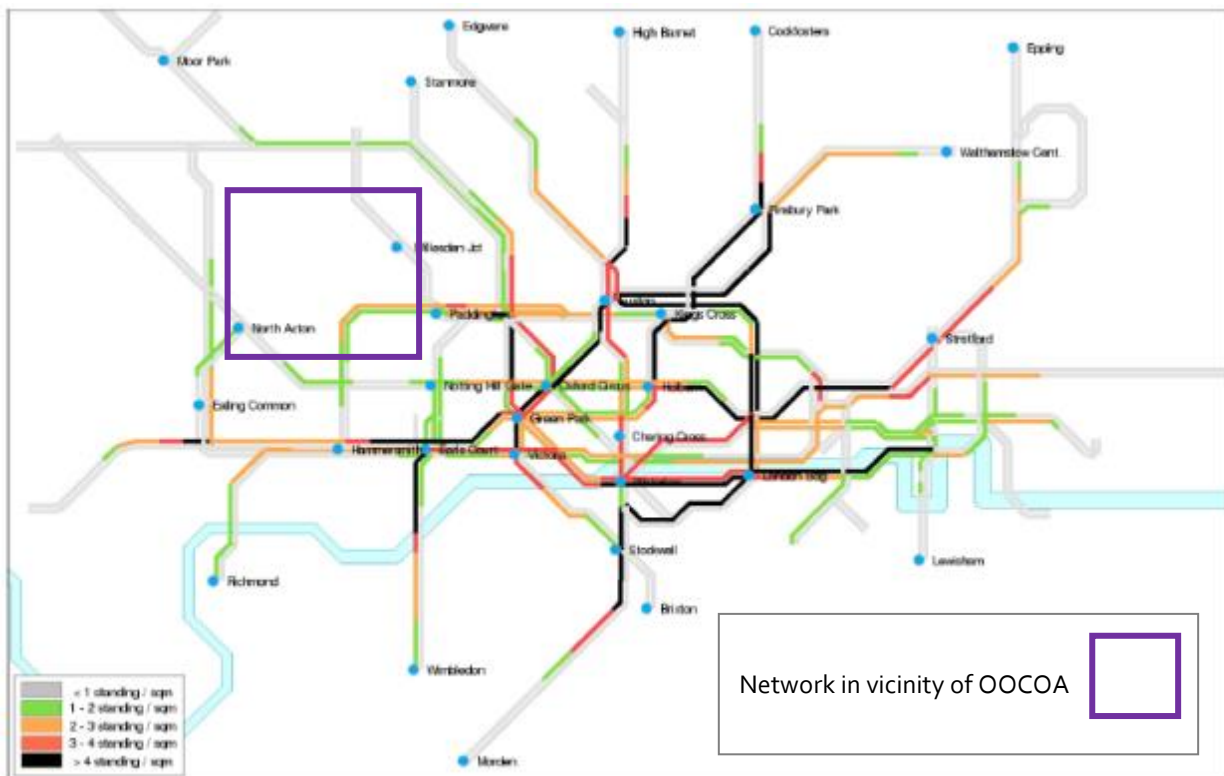 Edgware
High Barnet
Cockfosters
Epping
Moor Park
Stanmore
Walthamstow Cent.
Finsbury Park
Willesden Jct
Euston
Paddington
Kings Cross
North Acton
Stratford
Notting Hill Gate
Oxford Circus
Holborn
Ealing Common
Green Park
Charing Cross
Hammersmith
Earls Court
Victoria
Waterloo
London Bdg
Stockwell
Lewisham
Richmond
Brixton
Wimbledon
Morden
Network in vicinity of OOCOA
< 1 standing / sqm
1 - 2 standing / sqm
2 - 3 standing / sqm
3 - 4 standing / sqm
> 4 standing / sqm